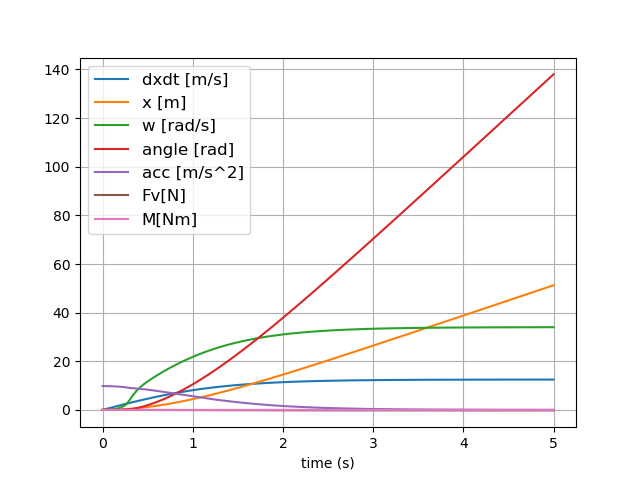 140
120
100
80
60
40
20
0
dxdt [m/s]
x [m]
w [rad/s]
angle [rad]
acc [m/s^2]
Fv[N]
M[Nm]
0 1 2 3 4 5
time (s)